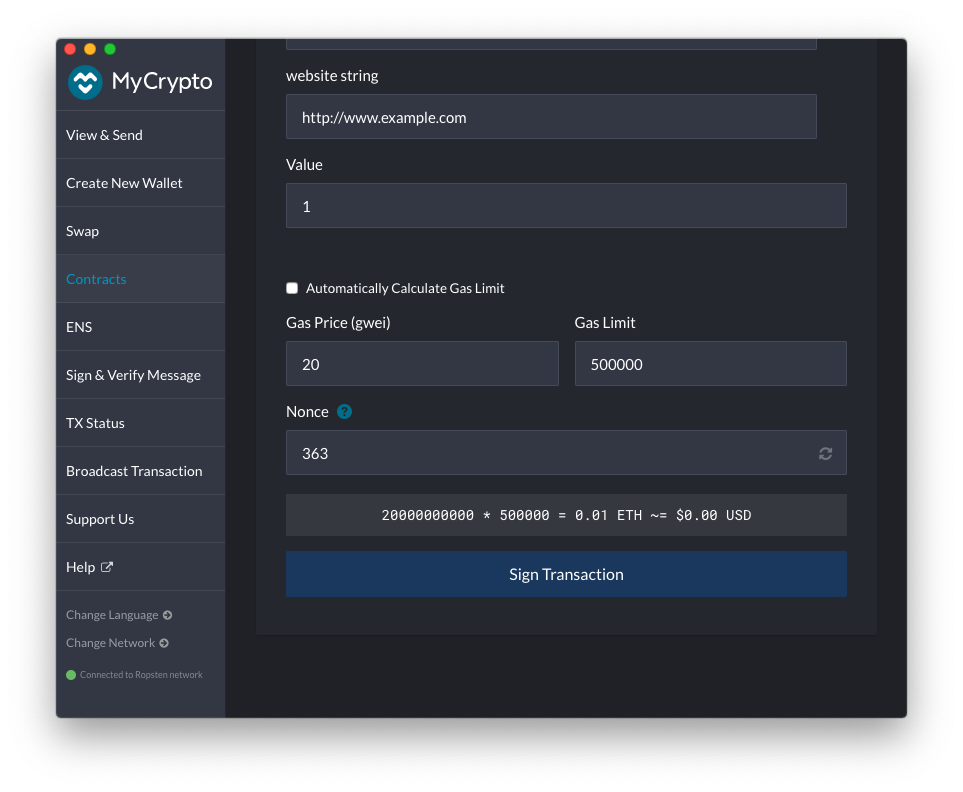 MyCrypto
View & Send
Create New Wallet
Swap
Contracts
ENS
Sign & Verify Message
TX Status
Broadcast Transaction
Support Us
Help
Change Language
Change Network
Connected to Ropsten network
website string
http://www.example.com
Value
1
Automatically Calculate Gas Limit
Gas Price (gwei)
Gas Limit
20
500000
Nonce ?
363
20000000000 * 500000 = 0.01 ETH ~= $0.00 USD
Sign Transaction